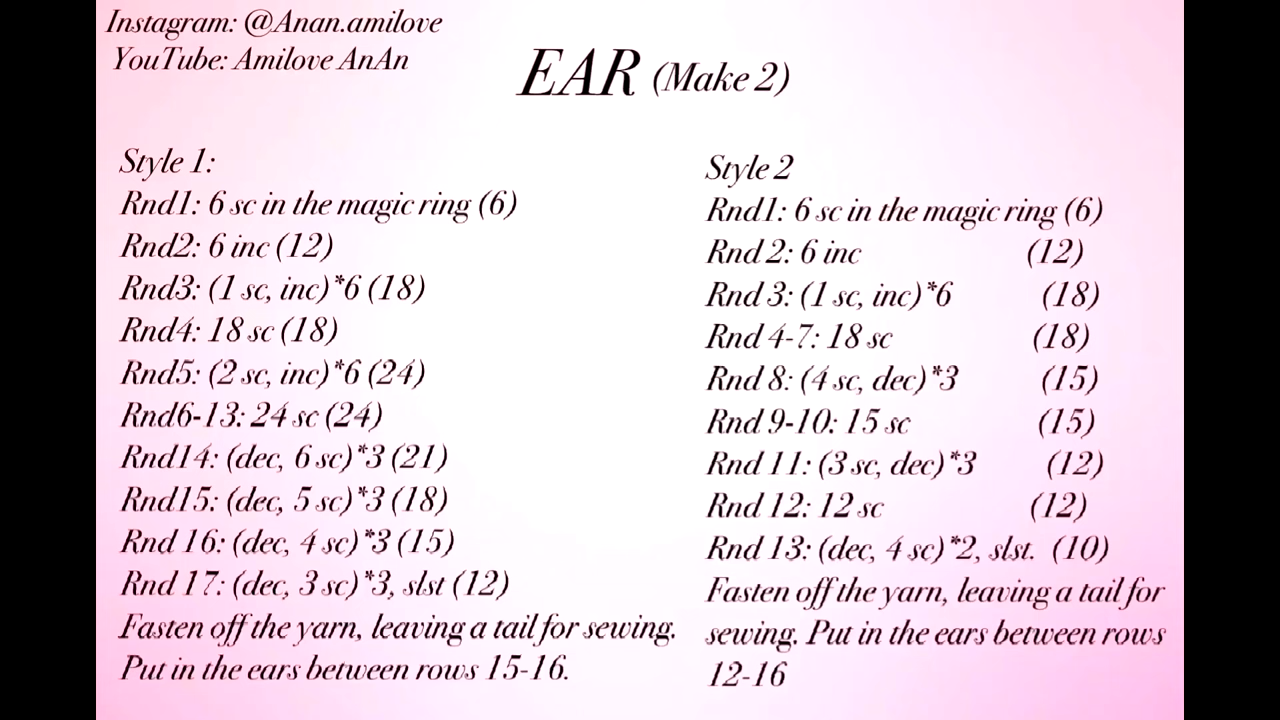 Instagram: @Anan.amilove
YouTube: Amilove AnAn
EAR (Make 2)
Style 1:
Rnd1: 6 sc in the magic ring (6)
Rnd2: 6 inc (12)
Rnd3: (1 sc, inc)*6 (18)
Rnd4: 18 sc (18)
Rnd5: (2 sc, inc)*6 (24)
Rnd6-13: 24 sc (24)
Rnd14: (dec, 6 sc)*3 (21)
Rnd15: (dec, 5 sc)*3 (18)
Rnd 16: (dec, 4 sc)*3 (15)
Rnd 17: (dec, 3 sc)*3, slst (12)
Fasten off the yarn, leaving a tail for sewing.
Put in the ears between rows 15-16.
Style 2
Rnd1: 6 sc in the magic ring (6)
Rnd 2: 6 inc (12)
Rnd 3: (1 sc, inc)*6 (18)
Rnd 4-7: 18 sc (18)
Rnd 8: (4 sc, dec)*3 (15)
Rnd 9-10: 15 sc (15)
Rnd 11: (3 sc, dec)*3 (12)
Rnd 12: 12 sc (12)
Rnd 13: (dec, 4 sc)*2, slst. (10)
Fasten off the yarn, leaving a tail for
sewing. Put in the ears between rows
12-16